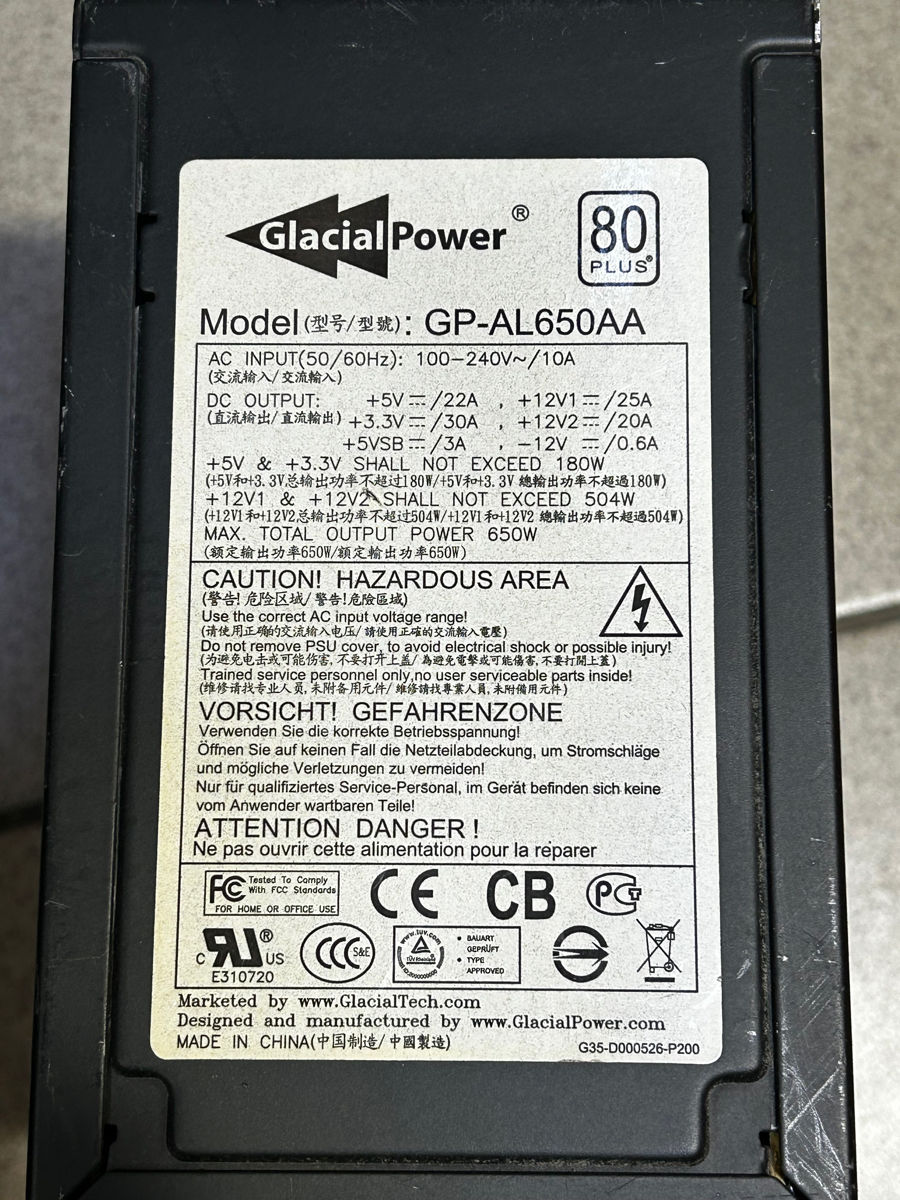 GlacialPower®
80 PLUS®
Model(型号/型號): GP-AL650AA
AC INPUT(50/60Hz): 100-240V~/10A
(交流输入/交流輸入)
DC OUTPUT: +5V ⎓/22A , +12V1 ⎓/25A
(直流输出/直流輸出) +3.3V ⎓/30A , +12V2 ⎓/20A
+5VSB ⎓/3A , -12V ⎓/0.6A
+5V & +3.3V SHALL NOT EXCEED 180W
(+5V和+3.3V总输出功率不超过180W/+5V和+3.3V 總輸出功率不超過180W)
+12V1 & +12V2 SHALL NOT EXCEED 504W
(+12V1和+12V2总输出功率不超过504W/+12V1和+12V2 總輸出功率不超過504W)
MAX. TOTAL OUTPUT POWER 650W
(额定输出功率650W/額定輸出功率650W)
CAUTION! HAZARDOUS AREA
(警告! 危险区域/警告!危險區域)
Use the correct AC input voltage range!
(请使用正确的交流输入电压/請使用正確的交流輸入電壓)
Do not remove PSU cover, to avoid electrical shock or possible injury!
(为避免电击或可能伤害,不要打开上盖/為避免電擊或可能傷害,不要打開上蓋)
Trained service personnel only,no user serviceable parts inside!
(维修请找专业人员,未附备用元件/維修請找專業人員,未附備用元件)
VORSICHT! GEFAHRENZONE
Verwenden Sie die korrekte Betriebsspannung!
Öffnen Sie auf keinen Fall die Netzteilabdeckung, um Stromschläge
und mögliche Verletzungen zu vermeiden!
Nur für qualifiziertes Service-Personal, im Gerät befinden sich keine
vom Anwender wartbaren Teile!
ATTENTION DANGER !
Ne pas ouvrir cette alimentation pour la reparer
FC Tested To Comply
With FCC Standards
FOR HOME OR OFFICE USE
CE CB PCT
c RU® US
E310720
CCC S&E
www.tuv.com
TÜVRheinland
• BAUART
GEPRÜFT
• TYPE
APPROVED
Marketed by www.GlacialTech.com
Designed and manufactured by www.GlacialPower.com
MADE IN CHINA(中国制造/中國製造)
G35-D000526-P200